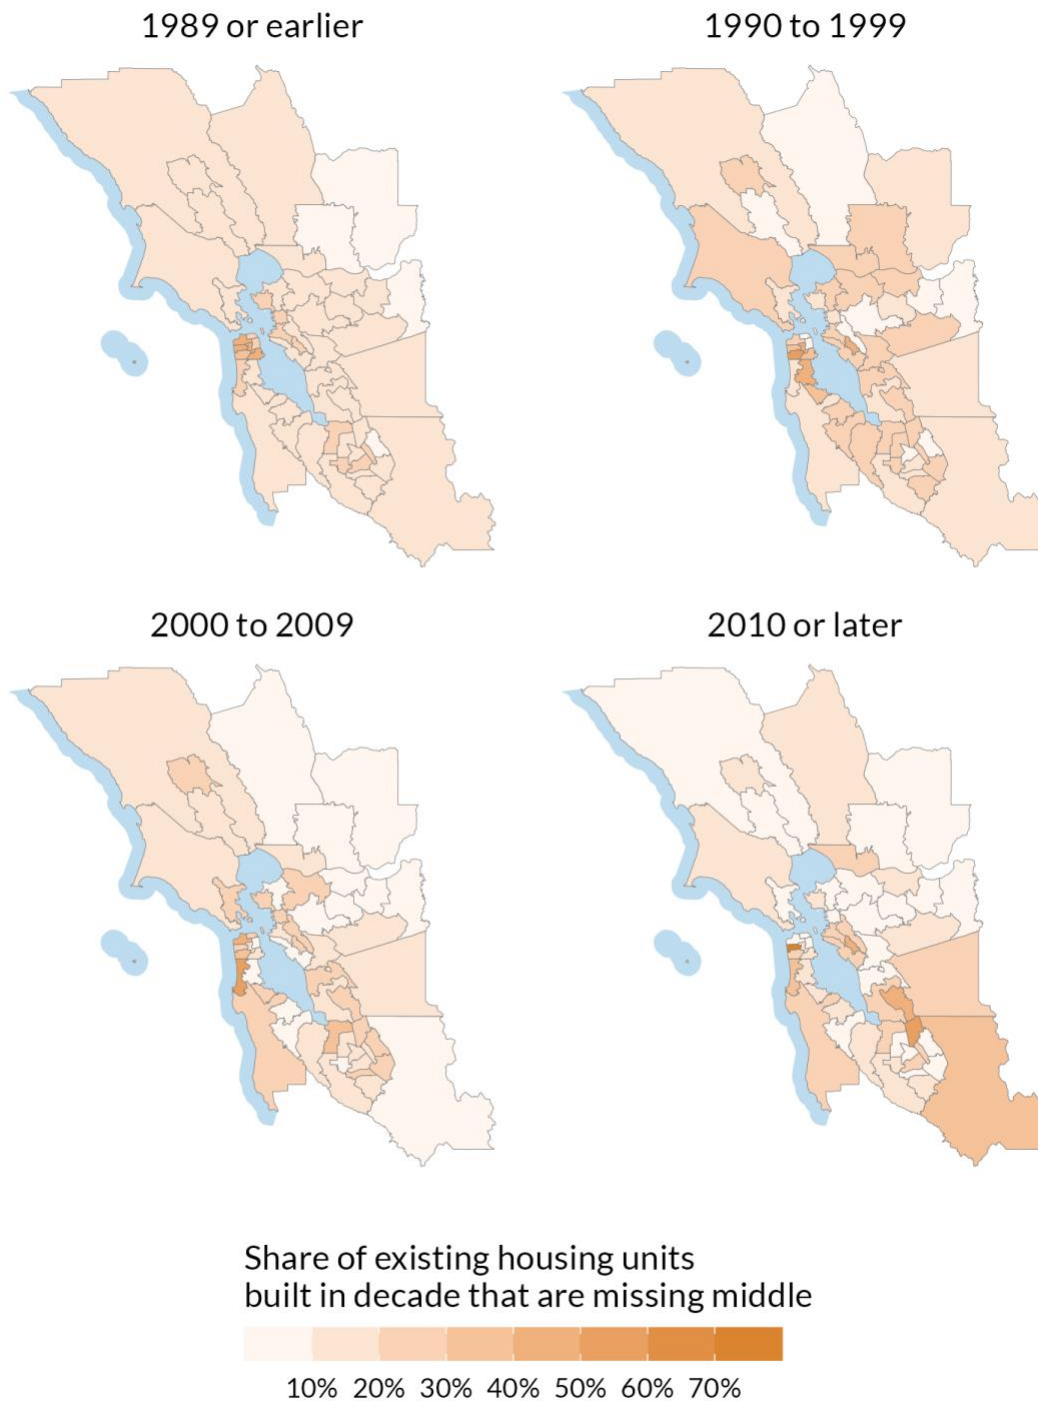 1989 or earlier
1990 to 1999
2000 to 2009
2010 or later
Share of existing housing units
built in decade that are missing middle
10% 20% 30% 40% 50% 60% 70%